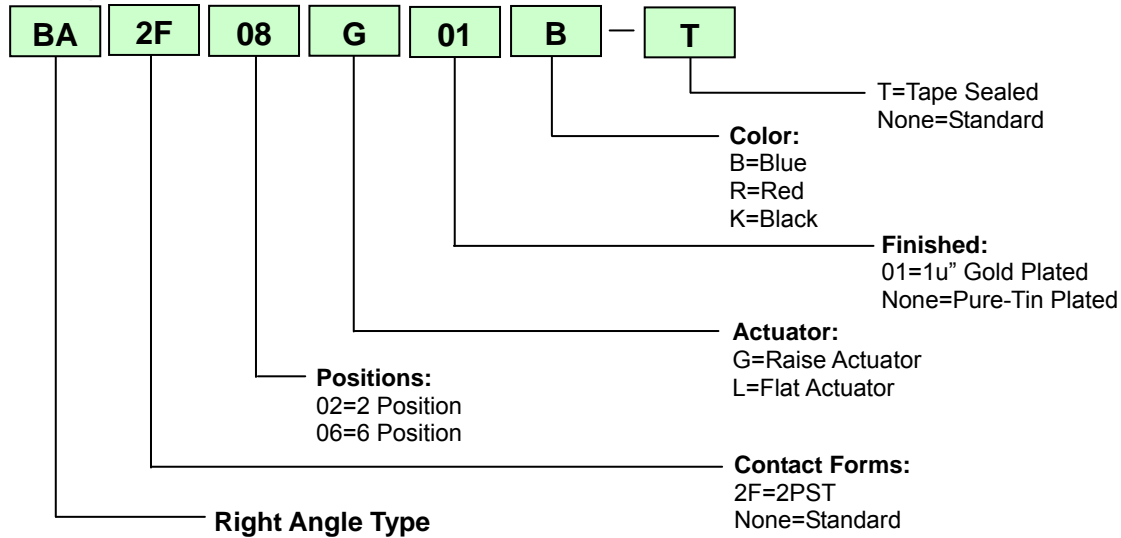 BA 2F 08 G 01 B – T
T=Tape Sealed
None=Standard
Color:
B=Blue
R=Red
K=Black
Finished:
01=1u” Gold Plated
None=Pure-Tin Plated
Actuator:
G=Raise Actuator
L=Flat Actuator
Positions:
02=2 Position
06=6 Position
Contact Forms:
2F=2PST
None=Standard
Right Angle Type